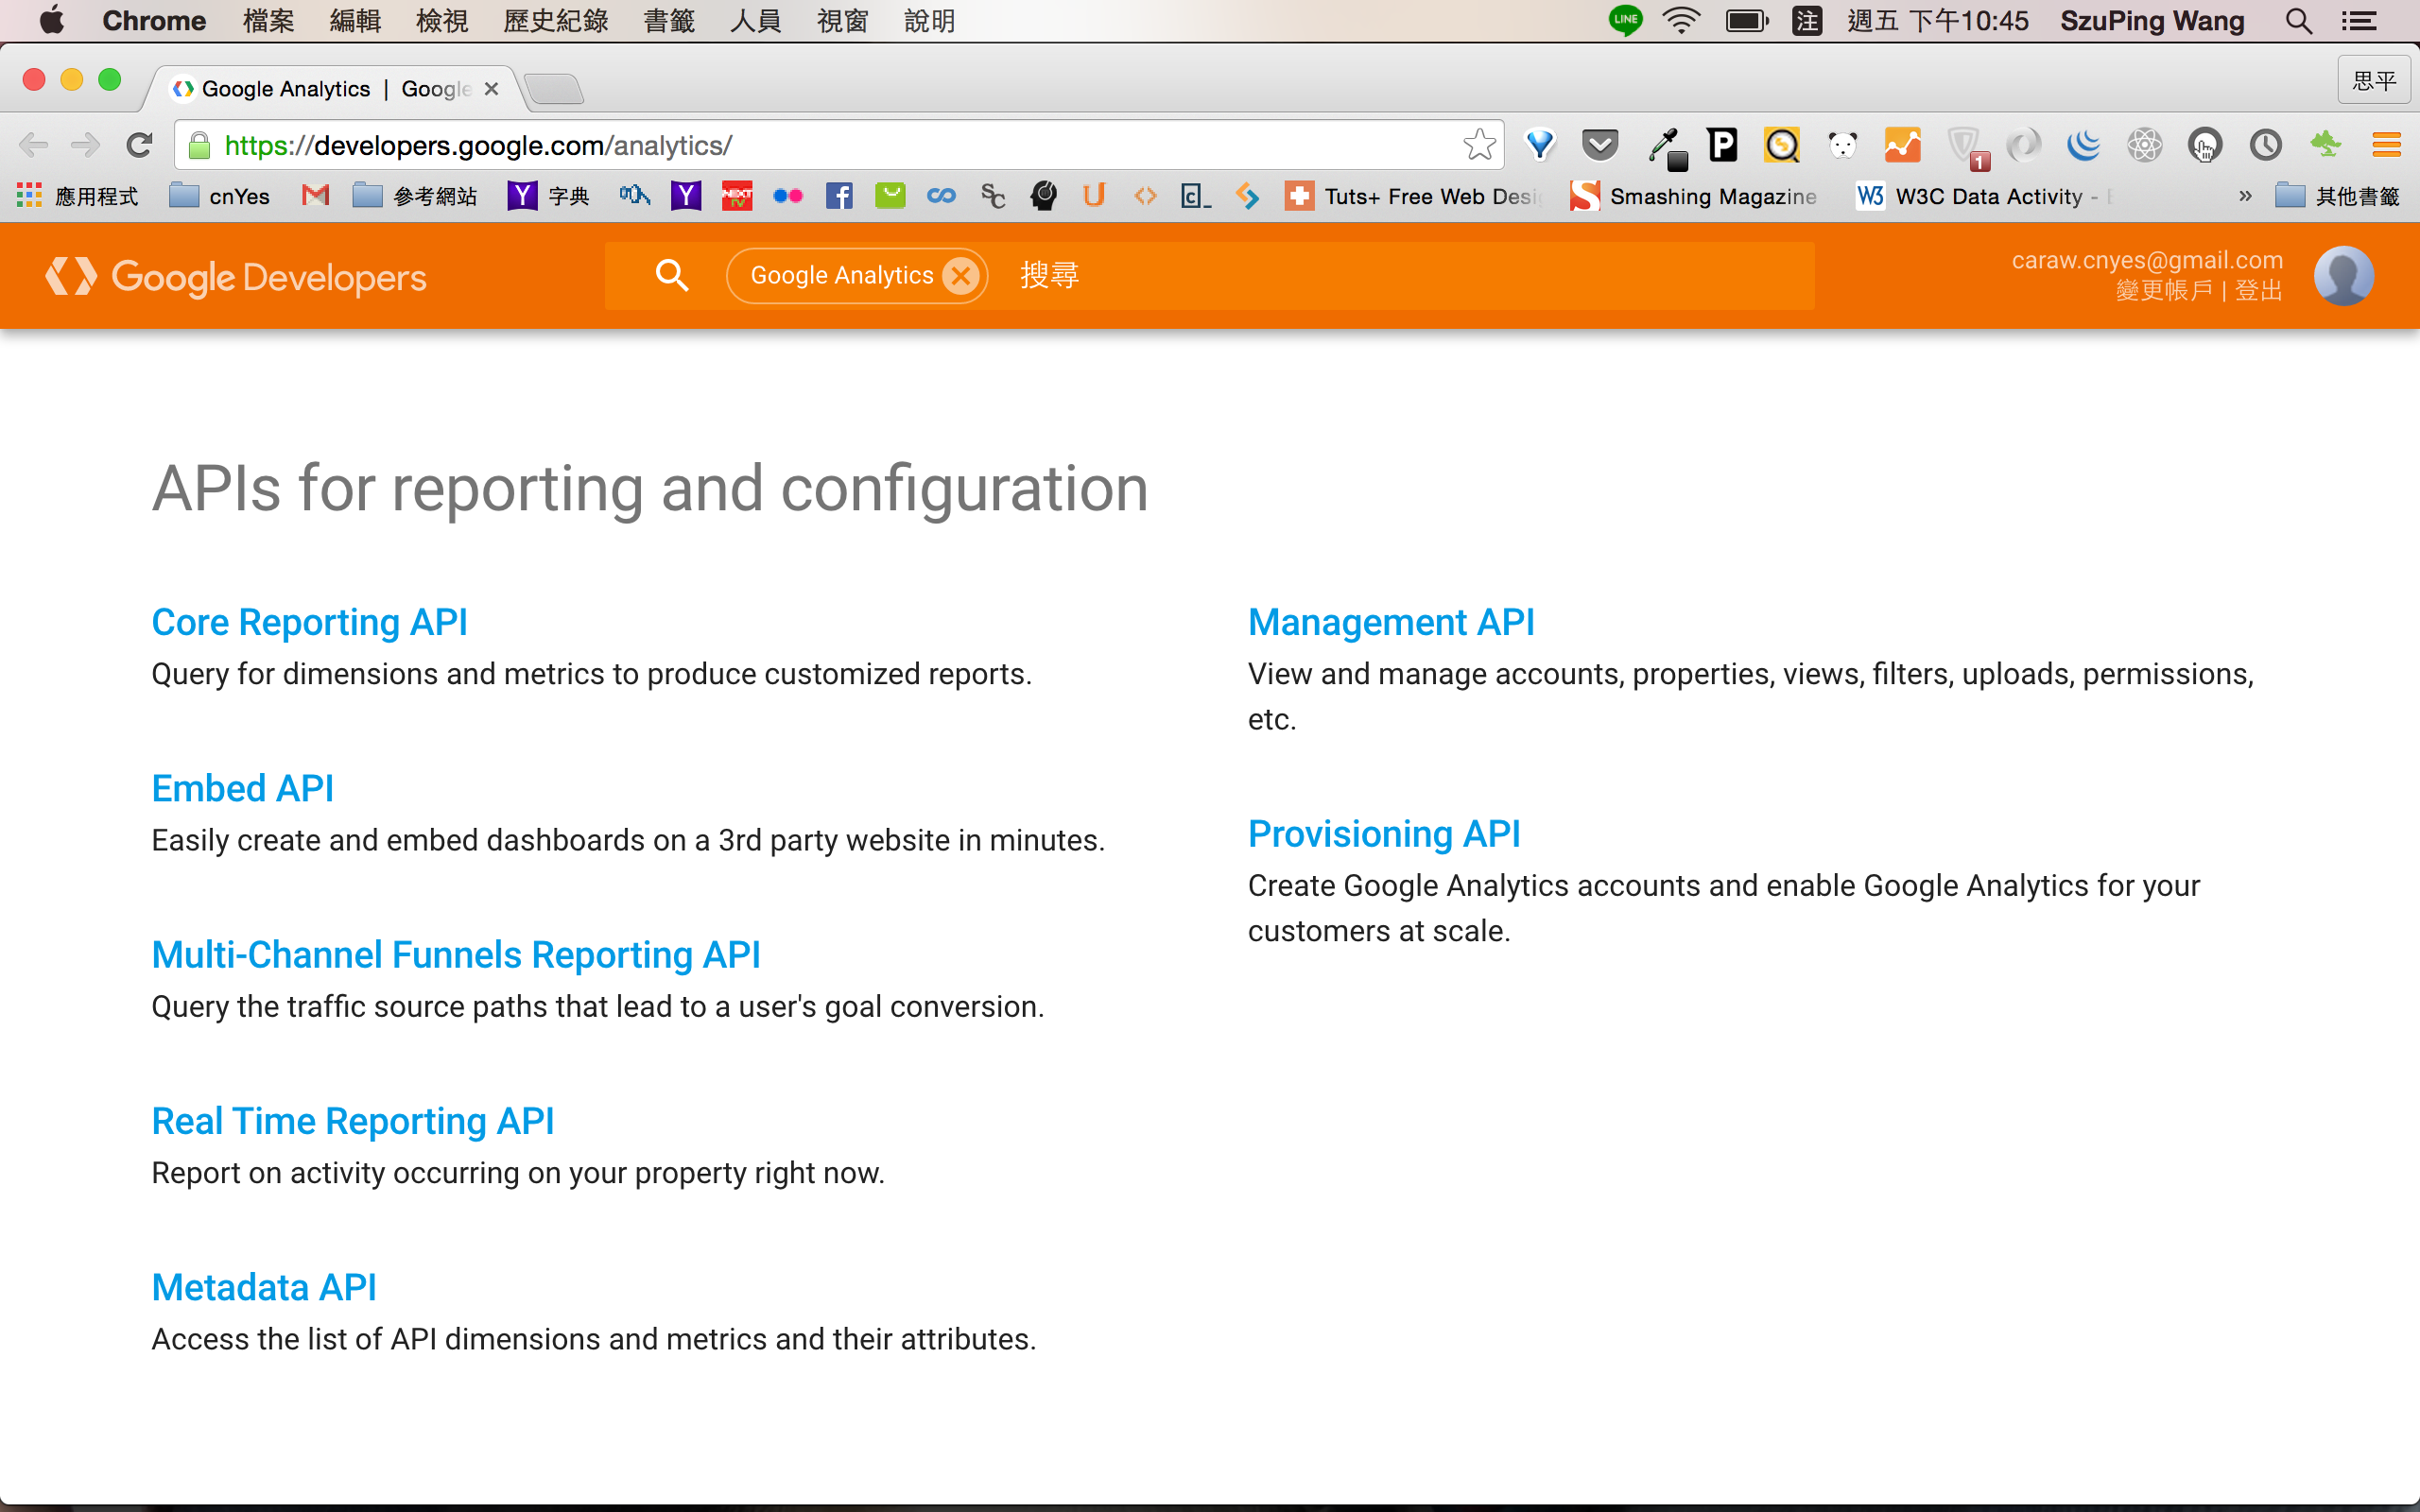 Chrome 檔案 編輯 檢視 歷史紀錄 書籤 人員 視窗 說明 LINE 注 週五 下午10:45 SzuPing Wang
Google Analytics | Google
思平
https://developers.google.com/analytics/
1
應用程式 cnYes 參考網站 字典 Tuts+ Free Web Desi Smashing Magazine W3 W3C Data Activity - » 其他書籤
Google Developers
Google Analytics 搜尋
caraw.cnyes@gmail.com
變更帳戶 | 登出
APIs for reporting and configuration
Core Reporting API
Query for dimensions and metrics to produce customized reports.
Embed API
Easily create and embed dashboards on a 3rd party website in minutes.
Multi-Channel Funnels Reporting API
Query the traffic source paths that lead to a user's goal conversion.
Real Time Reporting API
Report on activity occurring on your property right now.
Metadata API
Access the list of API dimensions and metrics and their attributes.
Management API
View and manage accounts, properties, views, filters, uploads, permissions,
etc.
Provisioning API
Create Google Analytics accounts and enable Google Analytics for your
customers at scale.